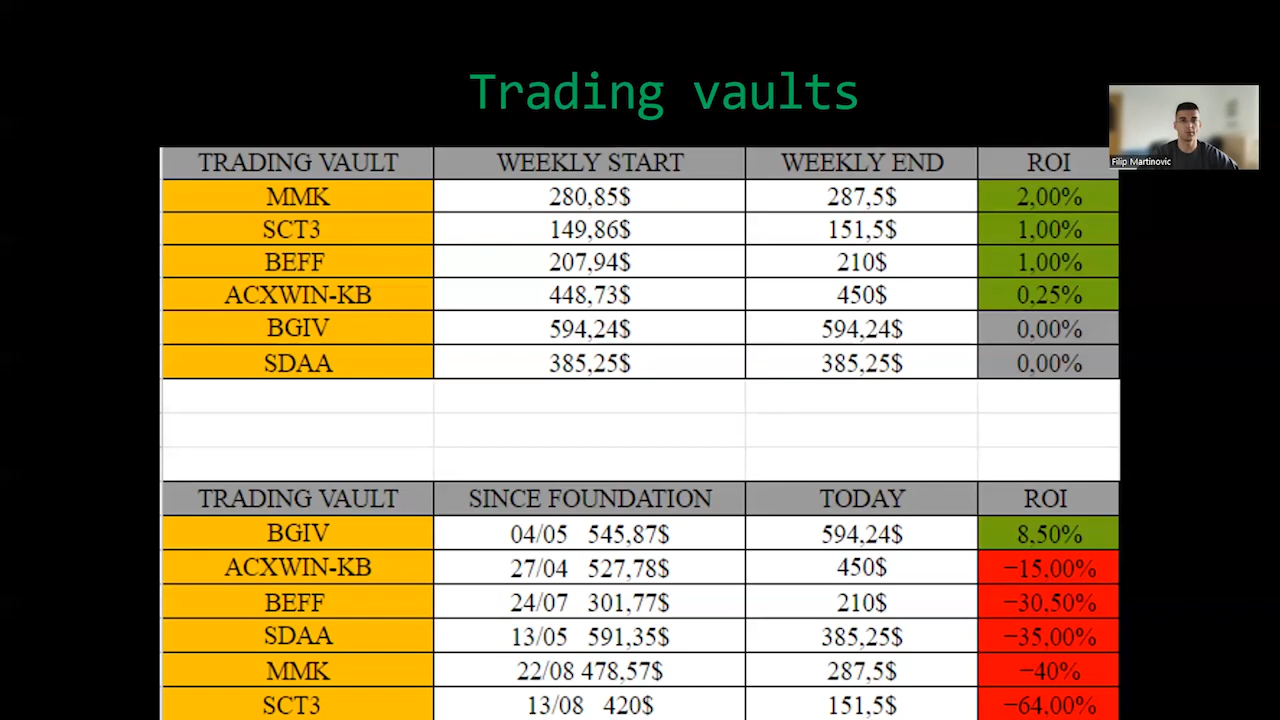 Trading vaults
Filip Martinovic
TRADING VAULT WEEKLY START WEEKLY END ROI
MMK 280,85$ 287,5$ 2,00%
SCT3 149,86$ 151,5$ 1,00%
BEFF 207,94$ 210$ 1,00%
ACXWIN-KB 448,73$ 450$ 0,25%
BGIV 594,24$ 594,24$ 0,00%
SDAA 385,25$ 385,25$ 0,00%
TRADING VAULT SINCE FOUNDATION TODAY ROI
BGIV 04/05 545,87$ 594,24$ 8,50%
ACXWIN-KB 27/04 527,78$ 450$ −15,00%
BEFF 24/07 301,77$ 210$ −30,50%
SDAA 13/05 591,35$ 385,25$ −35,00%
MMK 22/08 478,57$ 287,5$ −40%
SCT3 13/08 420$ 151,5$ −64,00%